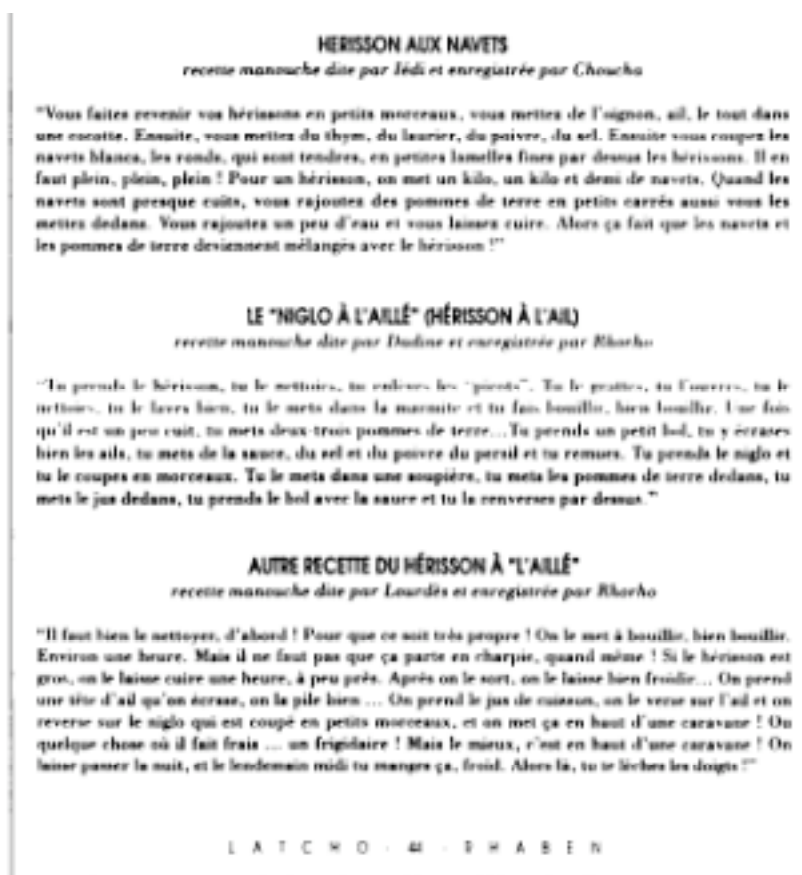 HERISSON AUX NAVETS
recette manouche dite par Jédi et enregistrée par Choucha
"Vous faites revenir vos hérissons en petits morceaux, vous mettez de l'oignon, ail, le tout dans
une cocotte. Ensuite, vous mettez du thym, du laurier, du poivre, du sel. Ensuite vous coupez les
navets blancs, les ronds, qui sont tendres, en petites lamelles fines par dessus les hérissons. Il en
faut plein, plein, plein ! Pour un hérisson, on met un kilo, un kilo et demi de navets. Quand les
navets sont presque cuits, vous rajoutez des pommes de terre en petits carrés aussi vous les
mettez dedans. Vous rajoutez un peu d'eau et vous laissez cuire. Alors ça fait que les navets et
les pommes de terre deviennent mélangés avec le hérisson !"
LE "NIGLO À L'AILLÉ" (HÉRISSON À L'AIL)
recette manouche dite par Dadine et enregistrée par Rhorho
"Tu prends le hérisson, tu le nettoies, tu enlèves les "picots". Tu le grattes, tu l'ouvres, tu le
nettoies, tu le laves bien, tu le mets dans la marmite et tu fais bouillir, bien bouillir. Une fois
qu'il est un peu cuit, tu mets deux-trois pommes de terre... Tu prends un petit bol, tu y écrases
bien les ails, tu mets de la sauce, du sel et du poivre du persil et tu remues. Tu prends le niglo et
tu le coupes en morceaux. Tu le mets dans une soupière, tu mets les pommes de terre dedans, tu
mets le jus dedans, tu prends le bol avec la sauce et tu la renverses par dessus."
AUTRE RECETTE DU HÉRISSON À "L'AILLÉ"
recette manouche dite par Lourdès et enregistrée par Rhorho
"Il faut bien le nettoyer, d'abord ! Pour que ce soit très propre ! On le met à bouillir, bien bouillir.
Environ une heure. Mais il ne faut pas que ça parte en charpie, quand même ! Si le hérisson est
gros, on le laisse cuire une heure, à peu près. Après on le sort, on le laisse bien froidir... On prend
une tête d'ail qu'on écrase, on la pile bien ... On prend le jus de cuisson, on le verse sur l'ail et on
reverse sur le niglo qui est coupé en petits morceaux, et on met ça en haut d'une caravane ! Ou
quelque chose où il fait frais ... un frigidaire ! Mais le mieux, c'est en haut d'une caravane ! On
laisse passer la nuit, et le lendemain midi tu manges ça, froid. Alors là, tu te lèches les doigts !"
LATCHO - 44 - RHABEN